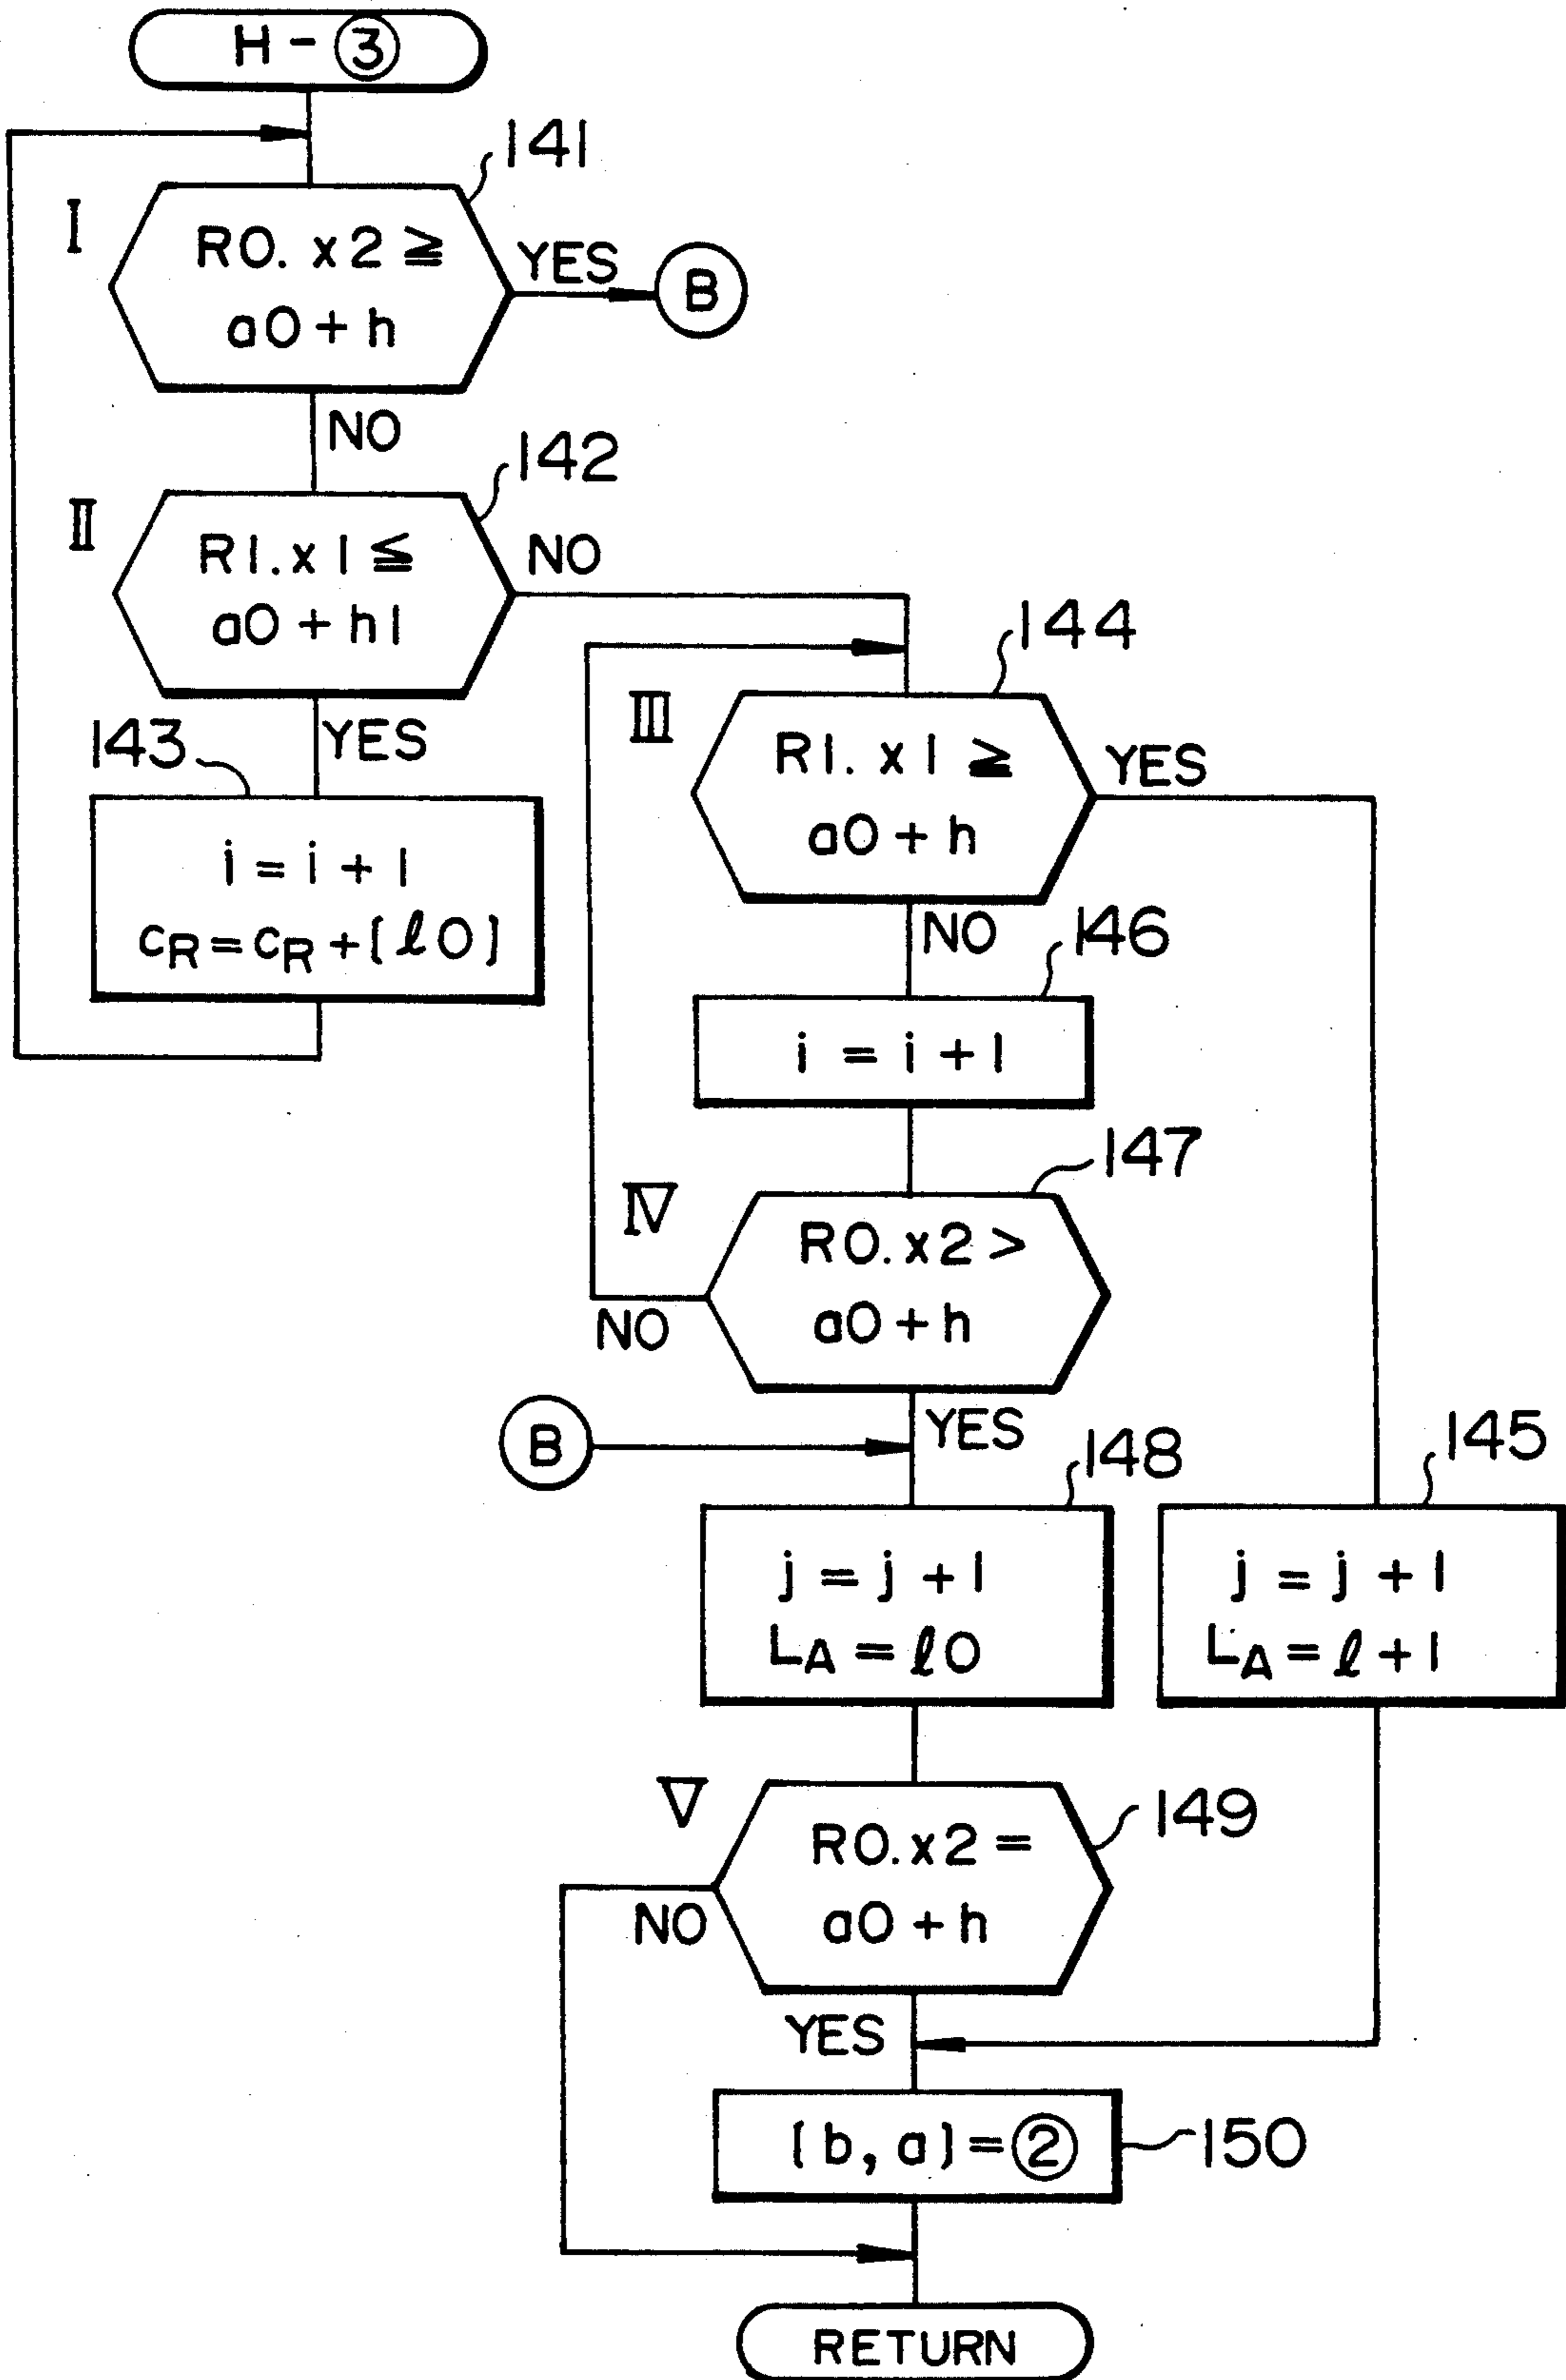 H - ③
141
I
R0. x2 ≧
a0 + h
YES
B
NO
142
II
R1. x1 ≦
a0 + h1
NO
YES
143
i = i + 1
cR = cR + [ℓ0]
144
III
R1. x1 ≧
a0 + h
YES
NO
146
i = i + 1
147
IV
R0. x2 >
a0 + h
NO
YES
B
148
j = j + 1
LA = ℓ0
145
j = j + 1
LA = ℓ + 1
V
149
R0. x2 =
a0 + h
NO
YES
[b, a] = ②
150
RETURN